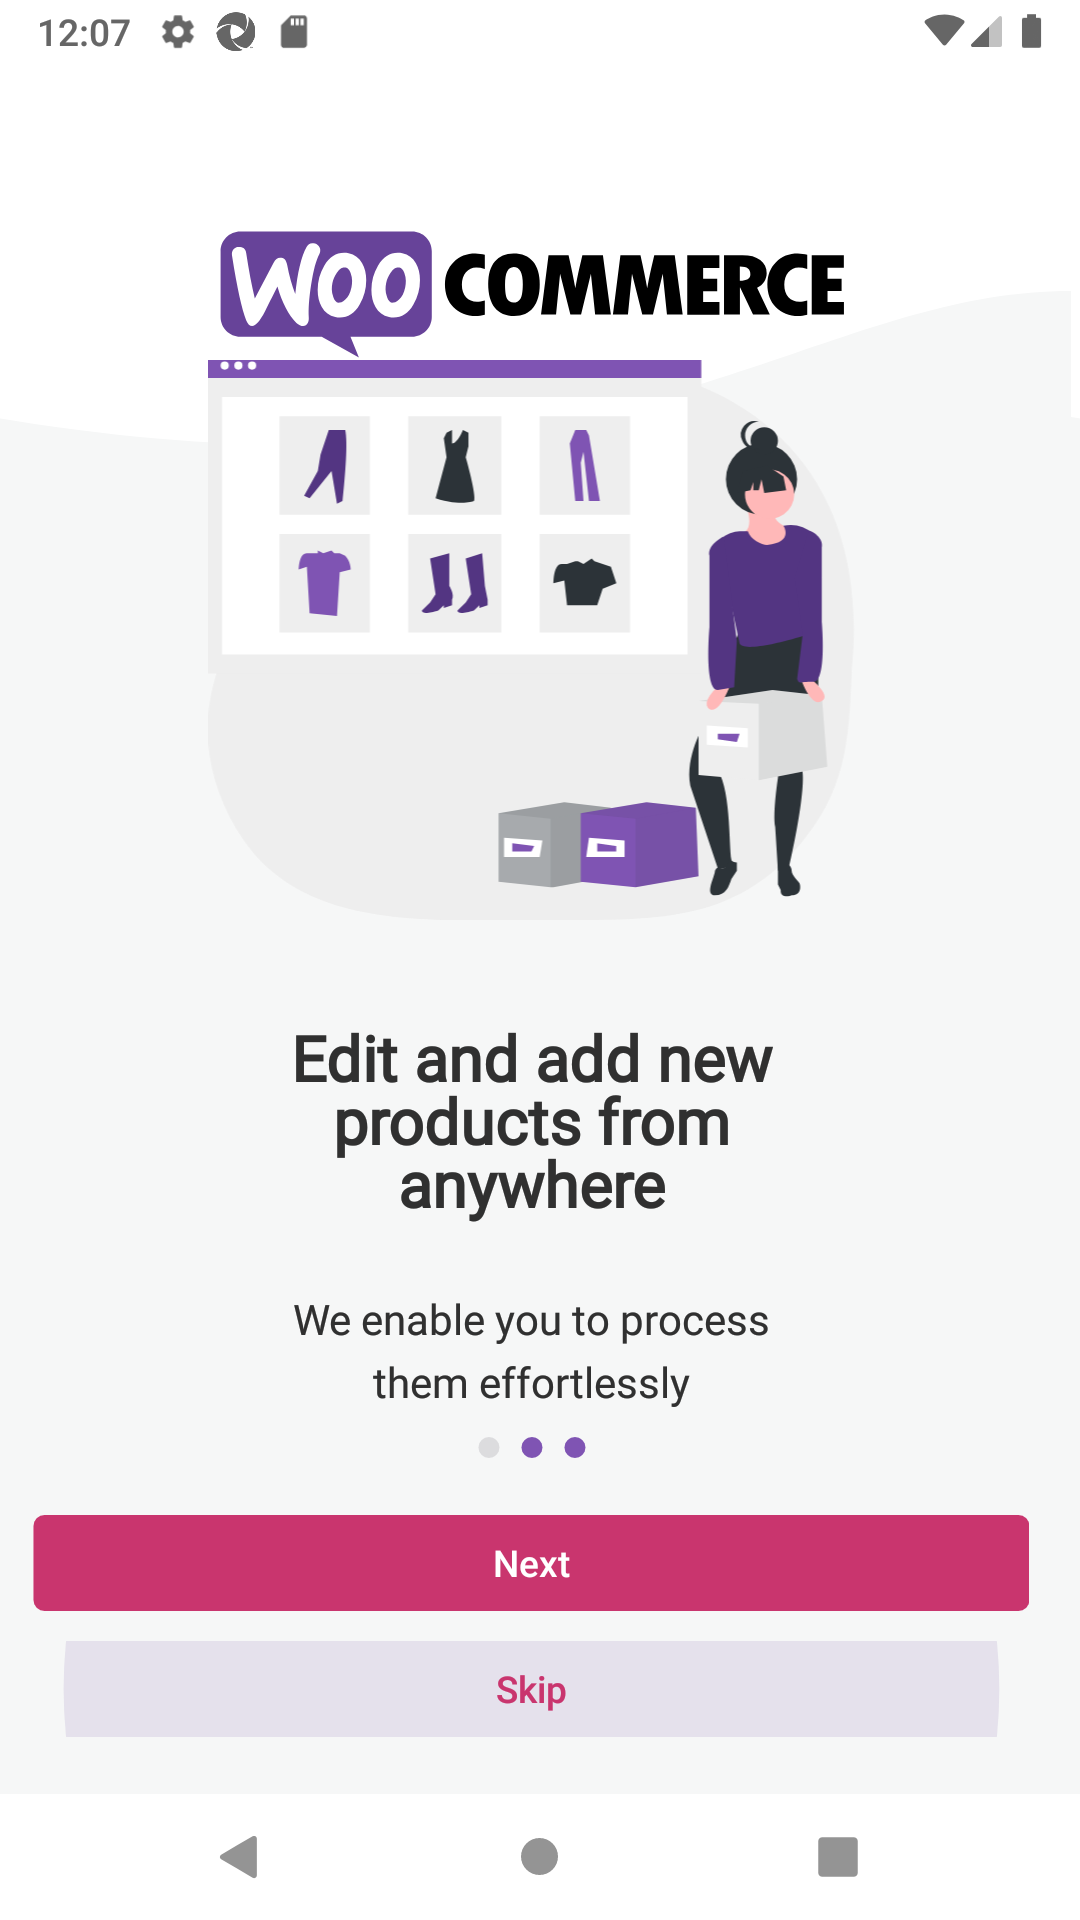 12:07
WOO COMMERCE
Edit and add new
products from
anywhere
We enable you to process
them effortlessly
Next
Skip